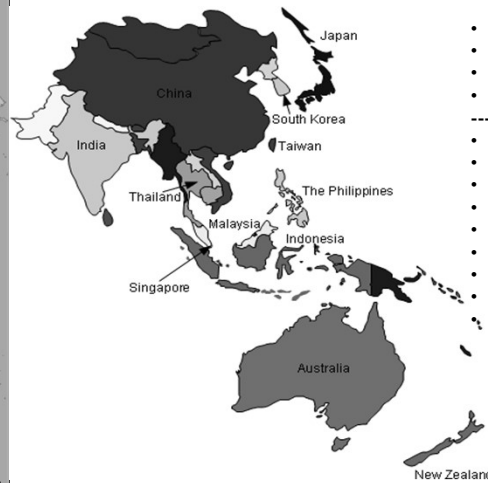 Japan
China
South Korea
India
Taiwan
Thailand
The Philippines
Malaysia
Indonesia
Singapore
Australia
New Zealand